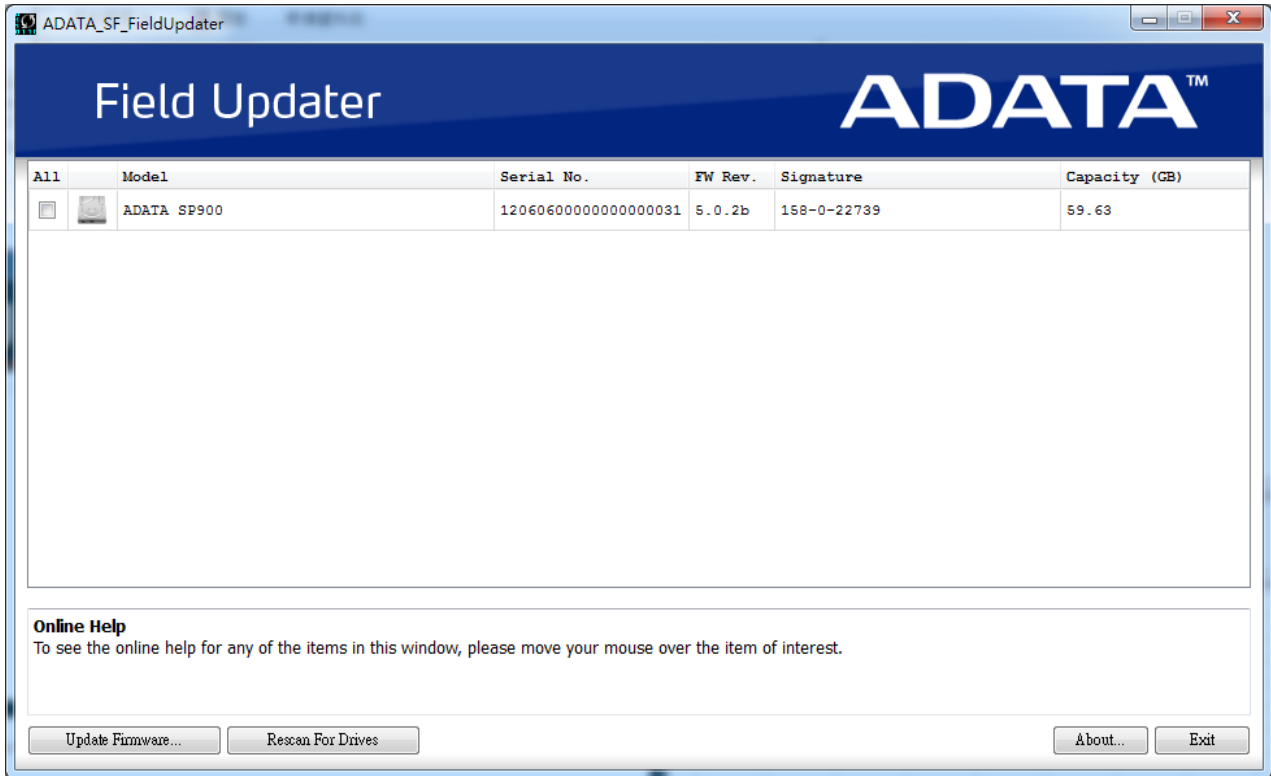 ADATA_SF_FieldUpdater
Field Updater
ADATA™
All Model Serial No. FW Rev. Signature Capacity (GB)
ADATA SP900 12060600000000000031 5.0.2b 158-0-22739 59.63
Online Help
To see the online help for any of the items in this window, please move your mouse over the item of interest.
Update Firmware... Rescan For Drives About... Exit